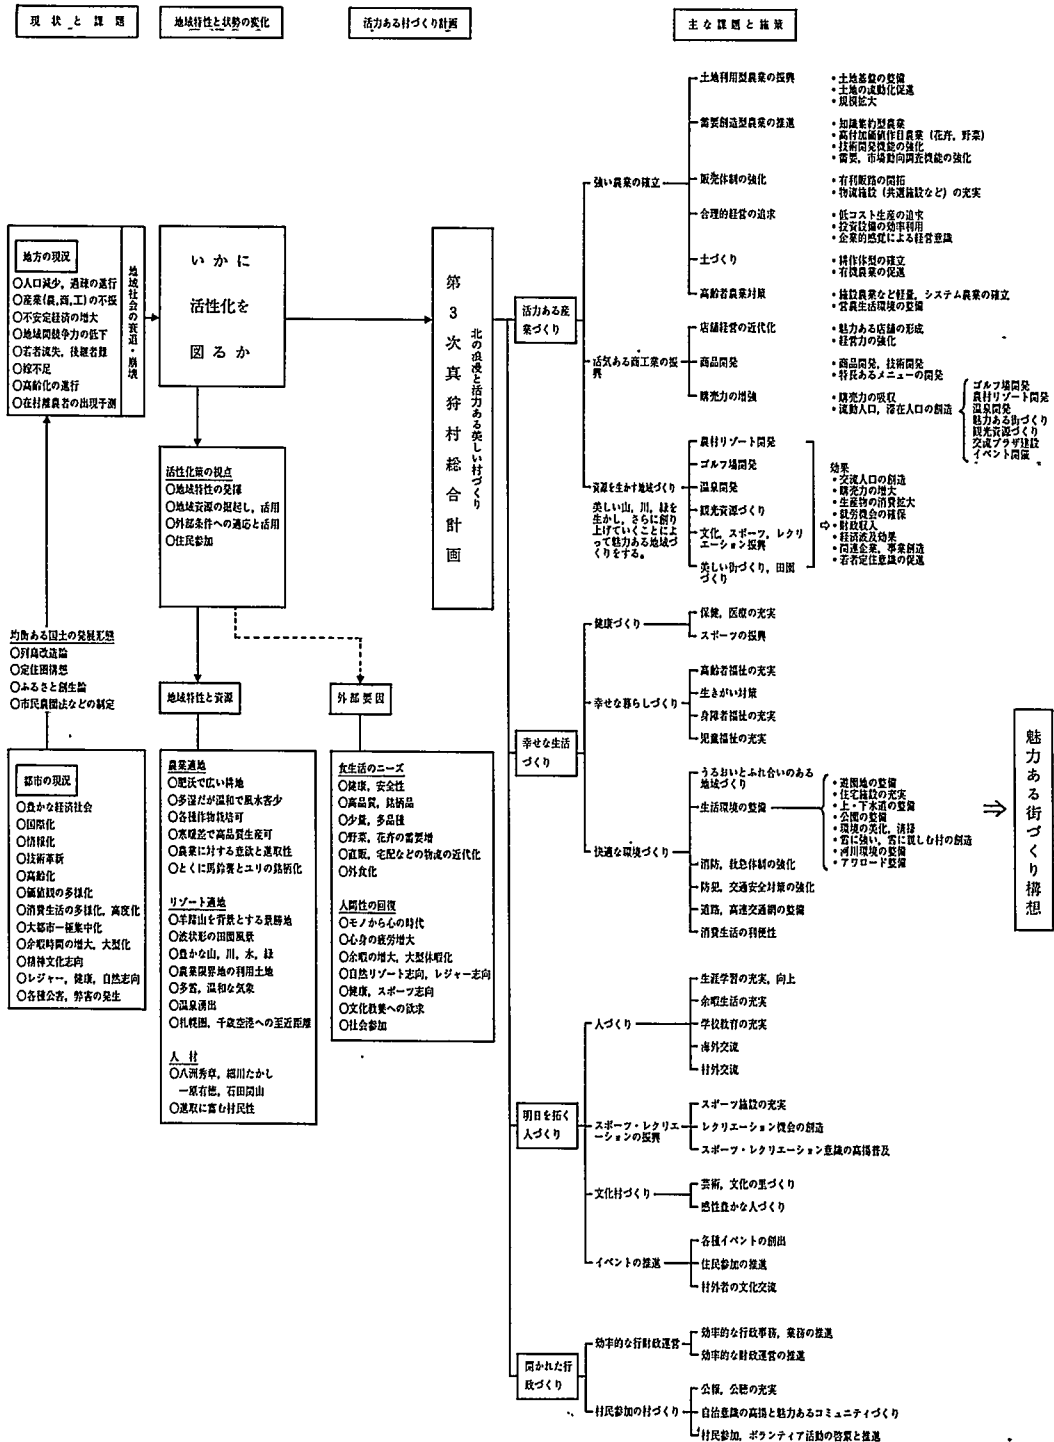 現状と課題
地域特性と状勢の変化
活力ある村づくり計画
主な課題と施策
地方の現況
○人口減少，過疎の進行
○産業(農，商，工)の不振
○不安定経済の増大
○地域間競争力の低下
○若者流失，後継者難
○嫁不足
○高齢化の進行
○在村離農者の出現予測
地域社会の衰退・崩壊
均衡ある国土の発展形態
○列島改造論
○定住圏構想
○ふるさと創生論
○市民農園法などの制定
都市の現況
○豊かな経済社会
○国際化
○情報化
○技術革新
○高齢化
○価値観の多様化
○消費生活の多様化，高度化
○大都市一極集中化
○余暇時間の増大，大型化
○精神文化志向
○レジャー，健康，自然志向
○各種公害，弊害の発生
いかに
活性化を
図るか
活性化策の視点
○地域特性の発揮
○地域資源の掘起し，活用
○外部条件への適応と活用
○住民参加
地域特性と資源
農業適地
○肥沃で広い耕地
○多湿だが温和で風水害少
○各種作物栽培可
○寒暖差で高品質生産可
○農業に対する意欲と進取性
○とくに馬鈴薯とユリの銘柄化
リゾート適地
○羊蹄山を背景とする景勝地
○波状形の田園風景
○豊かな山，川，水，緑
○農業限界地の利用土地
○多雪，温和な気象
○温泉湧出
○札幌圏，千歳空港への至近距離
人　材
○八洲秀章，細川たかし
一原有徳，石田閑山
○進取に富む村民性
外部要因
食生活のニーズ
○健康，安全性
○高品質，銘柄品
○少量，多品種
○野菜，花卉の需要増
○直販，宅配などの物流の近代化
○外食化
人間性の回復
○モノから心の時代
○心身の疲労増大
○余暇の増大，大型休暇化
○自然リゾート志向，レジャー志向
○健康，スポーツ志向
○文化教養への欲求
○社会参加
第3次真狩村総合計画
北の浪漫と活力ある美しい村づくり
活力ある産
業づくり
強い農業の確立
土地利用型農業の振興
・土地基盤の整備
・土地の流動化促進
・規模拡大
需要創造型農業の推進
・知識集約型農業
・高付加価値作目農業（花卉，野菜）
・技術開発機能の強化
・需要，市場動向調査機能の強化
販売体制の強化
・有利販路の開拓
・物流施設（共選施設など）の充実
合理的経営の追求
・低コスト生産の追求
・投資設備の効率利用
・企業的感覚による経営意識
土づくり
・耕作体型の確立
・有機農業の促進
高齢者農業対策
・施設農業など軽量，システム農業の確立
・営農生活環境の整備
活気ある商工業の振
興
店舗経営の近代化
・魅力ある店舗の形成
・経営力の強化
商品開発
・商品開発，技術開発
・特長あるメニューの開発
購売力の増強
・購売力の吸収
・流動人口，滞在人口の創造
ゴルフ場開発
農村リゾート開発
温泉開発
魅力ある街づくり
観光資源づくり
交流プラザ建設
イベント開催
資源を生かす地域づくり
美しい山，川，緑を
生かし，さらに創り
上げていくことによ
って魅力ある地域づ
くりをする。
農村リゾート開発
ゴルフ場開発
温泉開発
観光資源づくり
文化，スポーツ，レクリ
エーション振興
美しい街づくり，田園
づくり
効果
・交流人口の創造
・購売力の増大
・生産物の消費拡大
・就労機会の確保
・財政収入
・経済波及効果
・関連企業，事業創造
・若者定住意識の促進
幸せな生活
づくり
健康づくり
保健，医療の充実
スポーツの振興
幸せな暮らしづくり
高齢者福祉の充実
生きがい対策
身障者福祉の充実
児童福祉の充実
快適な環境づくり
うるおいとふれ合いのある
地域づくり
生活環境の整備
・遊園地の整備
・住宅施設の充実
・上・下水道の整備
・公園の整備
・環境の美化，清掃
・雪に強い，雪に親しむ村の創造
・河川環境の整備
・アワロード整備
消防，救急体制の強化
防犯，交通安全対策の強化
道路，高速交通網の整備
消費生活の利便性
明日を拓く
人づくり
人づくり
生涯学習の充実，向上
余暇生活の充実
学校教育の充実
海外交流
村外交流
スポーツ・レクリエ
ーションの振興
スポーツ施設の充実
レクリエーション機会の創造
スポーツ・レクリエーション意識の高揚普及
文化村づくり
芸術，文化の里づくり
感性豊かな人づくり
イベントの推進
各種イベントの創出
住民参加の推進
村外者の文化交流
開かれた行
政づくり
効率的な行財政運営
効率的な行政事務，業務の推進
効率的な財政運営の推進
村民参加の村づくり
公報，公聴の充実
自治意識の高揚と魅力あるコミュニティづくり
村民参加，ボランティア活動の啓蒙と推進
魅力ある街づくり構想